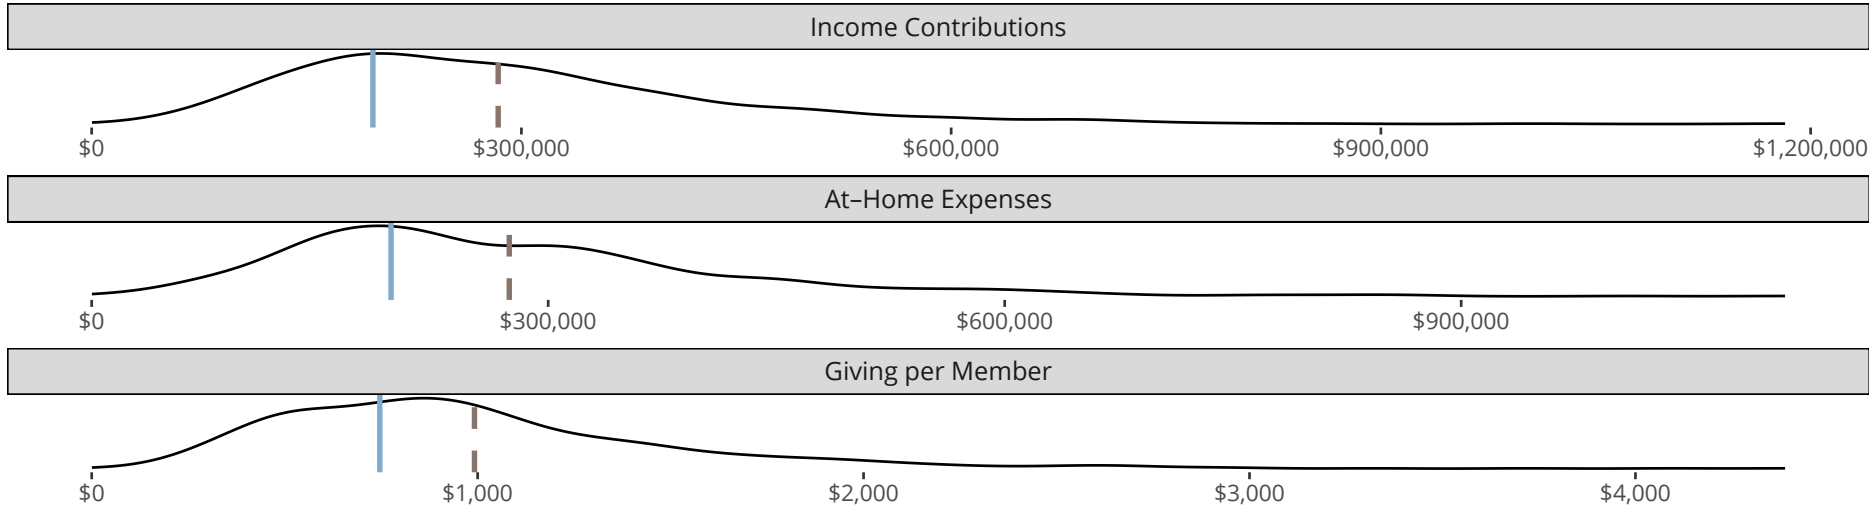 Income Contributions
$0 $300,000 $600,000 $900,000 $1,200,000
At–Home Expenses
$0 $300,000 $600,000 $900,000
Giving per Member
$0 $1,000 $2,000 $3,000 $4,000